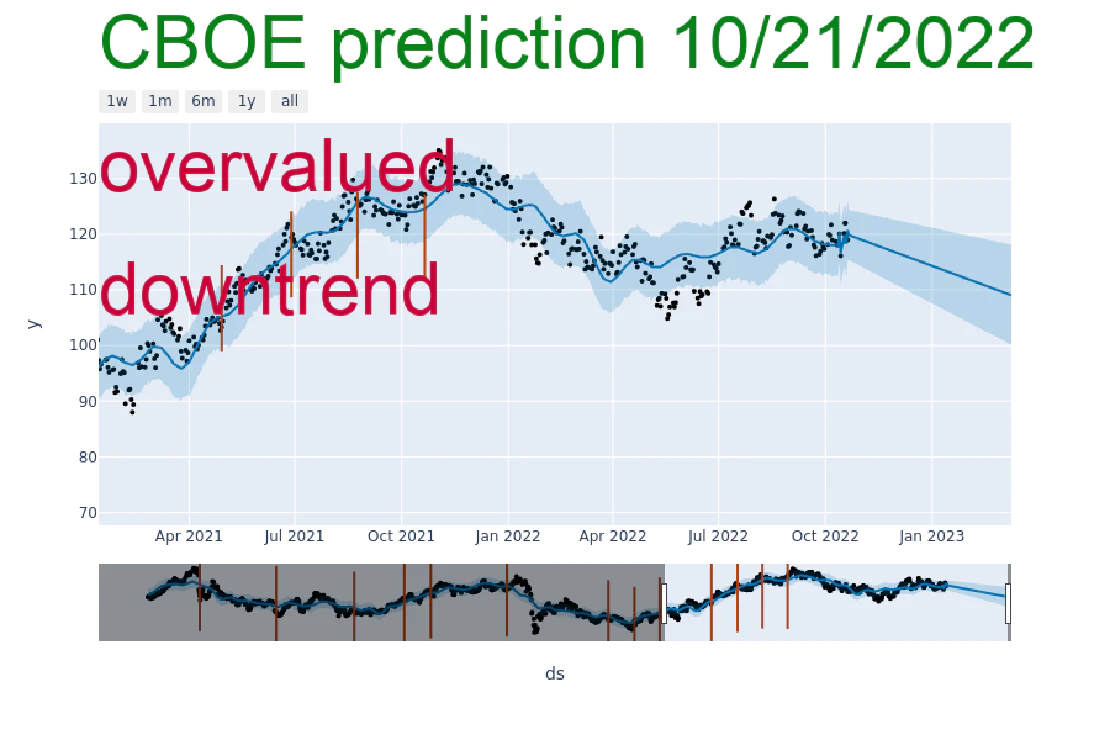 CBOE prediction 10/21/2022
1w 1m 6m 1y all
overvalued
downtrend
130
120
110
100
90
80
70
y
Apr 2021 Jul 2021 Oct 2021 Jan 2022 Apr 2022 Jul 2022 Oct 2022 Jan 2023
ds